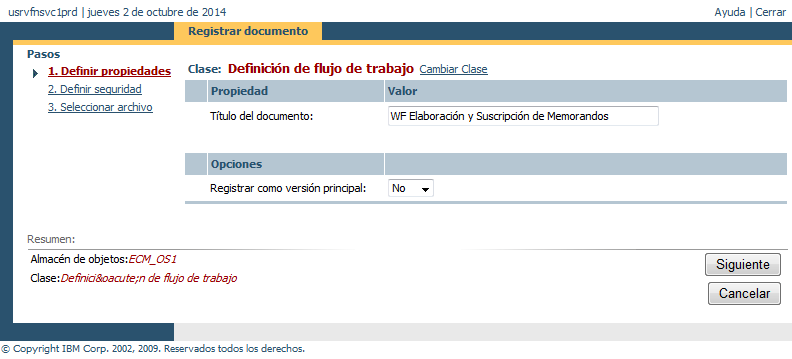 usrvfnsvc1prd | jueves 2 de octubre de 2014 Ayuda | Cerrar
Registrar documento
Pasos
1. Definir propiedades
2. Definir seguridad
3. Seleccionar archivo
Clase: Definición de flujo de trabajo Cambiar Clase
Propiedad Valor
Título del documento: WF Elaboración y Suscripción de Memorandos
Opciones
Registrar como versión principal: No
Resumen:
Almacén de objetos:ECM_OS1
Clase:Definici&oacute;n de flujo de trabajo
Siguiente
Cancelar
© Copyright IBM Corp. 2002, 2009. Reservados todos los derechos.